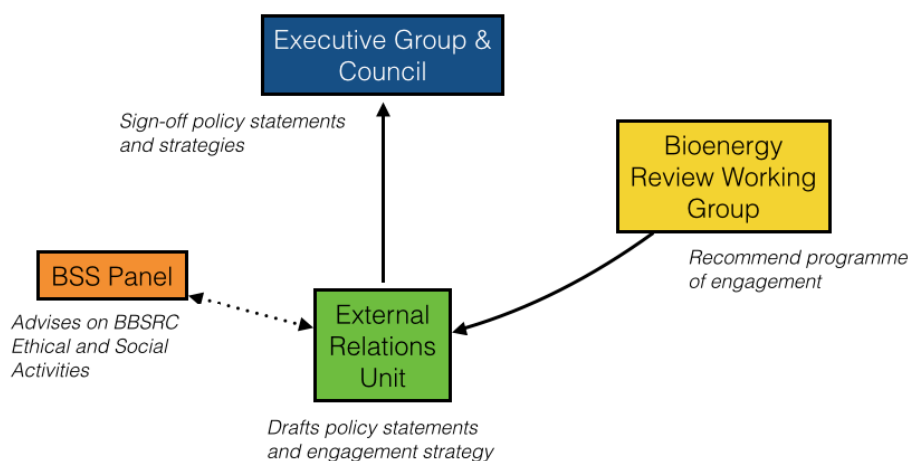 Executive Group &
Council
Sign-off policy statements
and strategies
Bioenergy
Review Working
Group
Recommend programme
of engagement
BSS Panel
Advises on BBSRC
Ethical and Social
Activities
External
Relations
Unit
Drafts policy statements
and engagement strategy